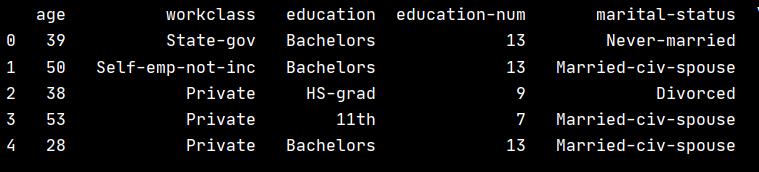 age workclass education education-num marital-status \
0 39 State-gov Bachelors 13 Never-married
1 50 Self-emp-not-inc Bachelors 13 Married-civ-spouse
2 38 Private HS-grad 9 Divorced
3 53 Private 11th 7 Married-civ-spouse
4 28 Private Bachelors 13 Married-civ-spouse